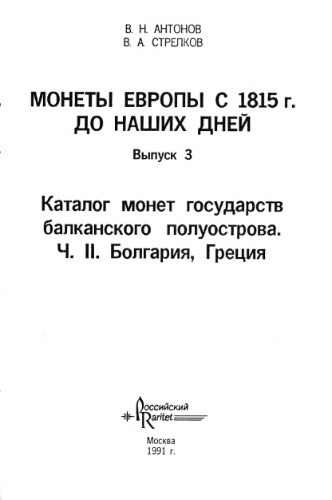 В. Н. АНТОНОВ
В. А. СТРЕЛКОВ
МОНЕТЫ ЕВРОПЫ С 1815 г.
ДО НАШИХ ДНЕЙ
Выпуск 3
Каталог монет государств
балканского полуострова.
Ч. II. Болгария, Греция
Российский
Raritet
Москва
1991 г.